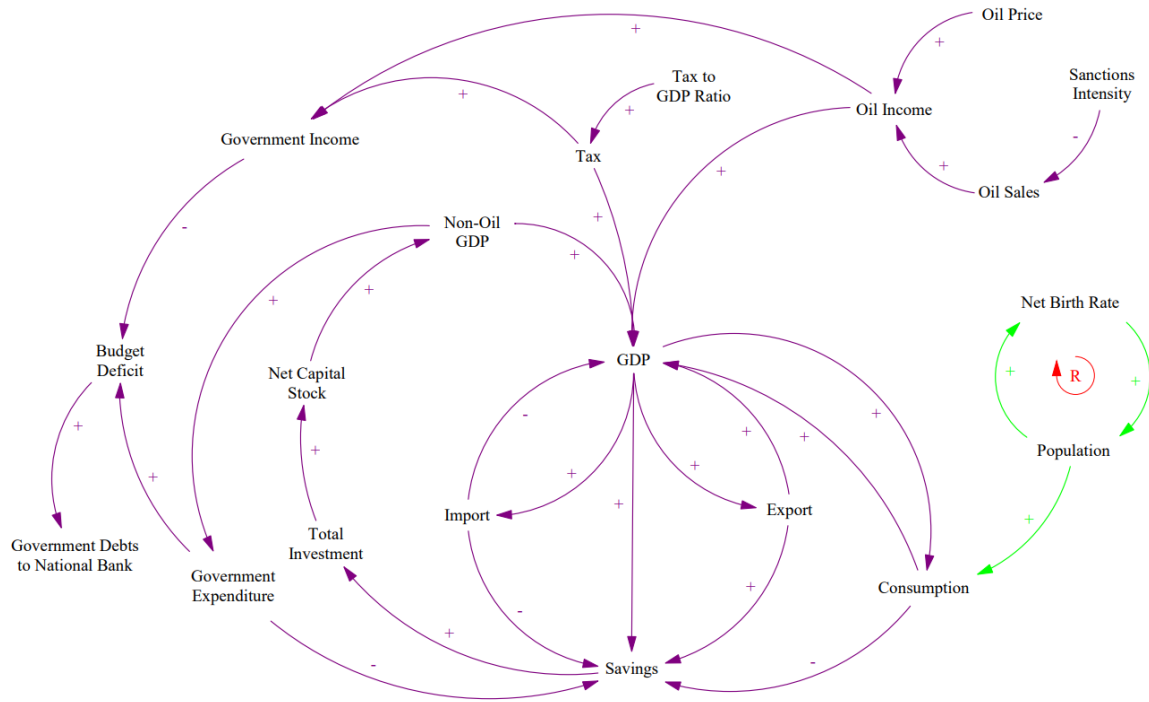 Oil Price
+
+
Sanctions
Intensity
Tax to
GDP Ratio
+
Oil Income
+
Government Income
-
Tax
+
+
Oil Sales
+
-
Non-Oil
GDP
+
+
+
+
Net Birth Rate
Budget
Deficit
GDP
Net Capital
Stock
+
R
+
-
+
+
+
+
+
Population
+
+
+
+
Import
+
Export
+
Government Debts
to National Bank
Total
Investment
Government
Expenditure
Consumption
+
-
+
-
-
Savings